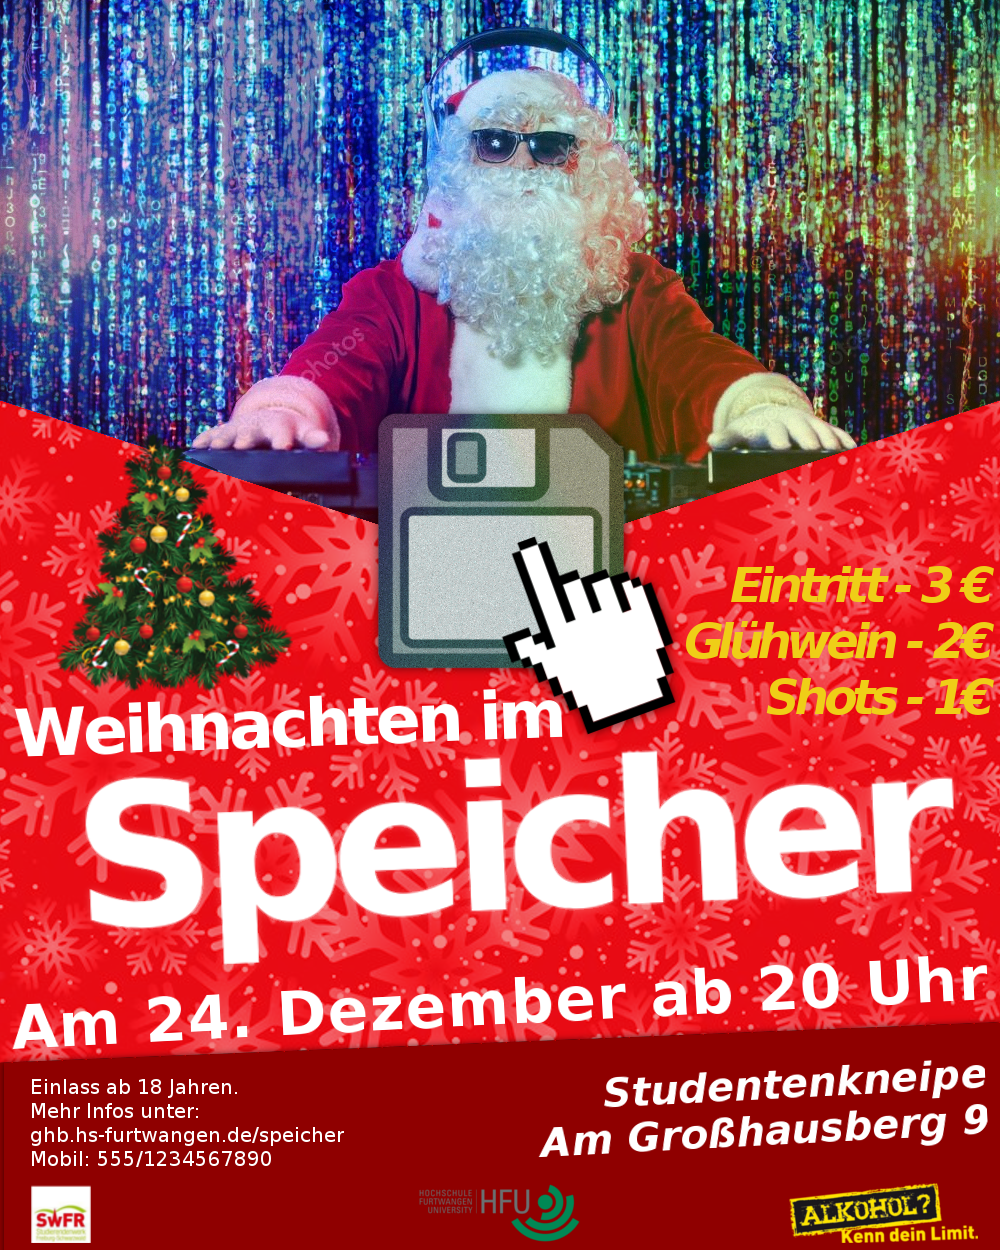 Eintritt - 3 €
Glühwein - 2€
Shots - 1€
Weihnachten im
Speicher
Am 24. Dezember ab 20 Uhr
Einlass ab 18 Jahren.
Mehr Infos unter:
ghb.hs-furtwangen.de/speicher
Mobil: 555/1234567890
Studentenkneipe
Am Großhausberg 9
SWFR
HOCHSCHULE
FURTWANGEN
UNIVERSITY
HFU
ALKOHOL?
Kenn dein Limit.